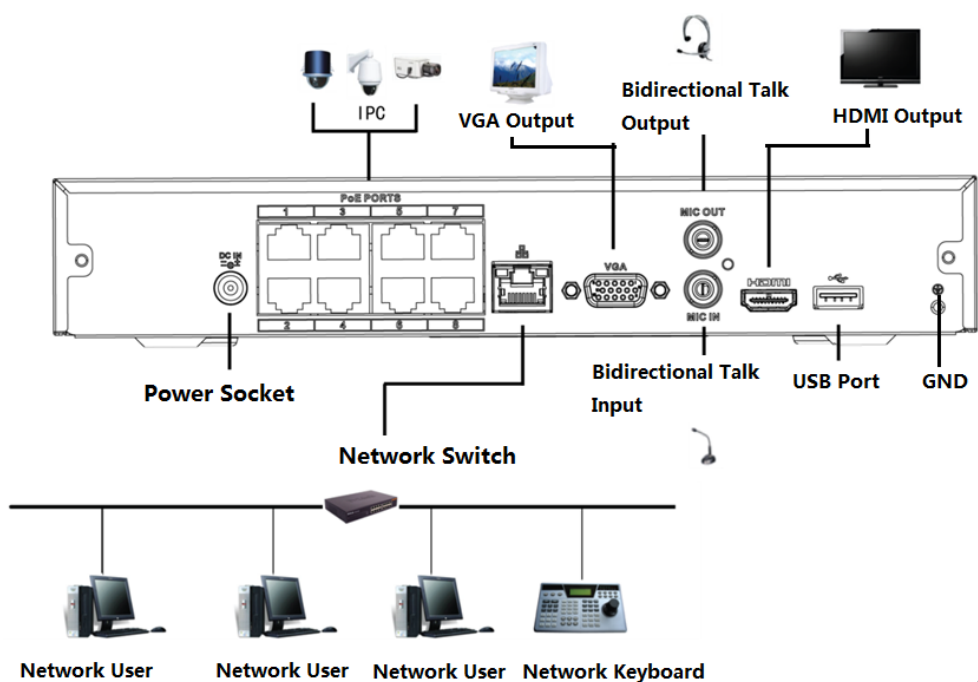 IPC
VGA Output
Bidirectional Talk
Output
HDMI Output
PoE PORTS
1 3 5 7
MIC OUT
DC IN
VGA
HDMI
2 4 6 8
MIC IN
Power Socket
Bidirectional Talk
Input
USB Port
GND
Network Switch
Network User
Network User
Network User
Network Keyboard